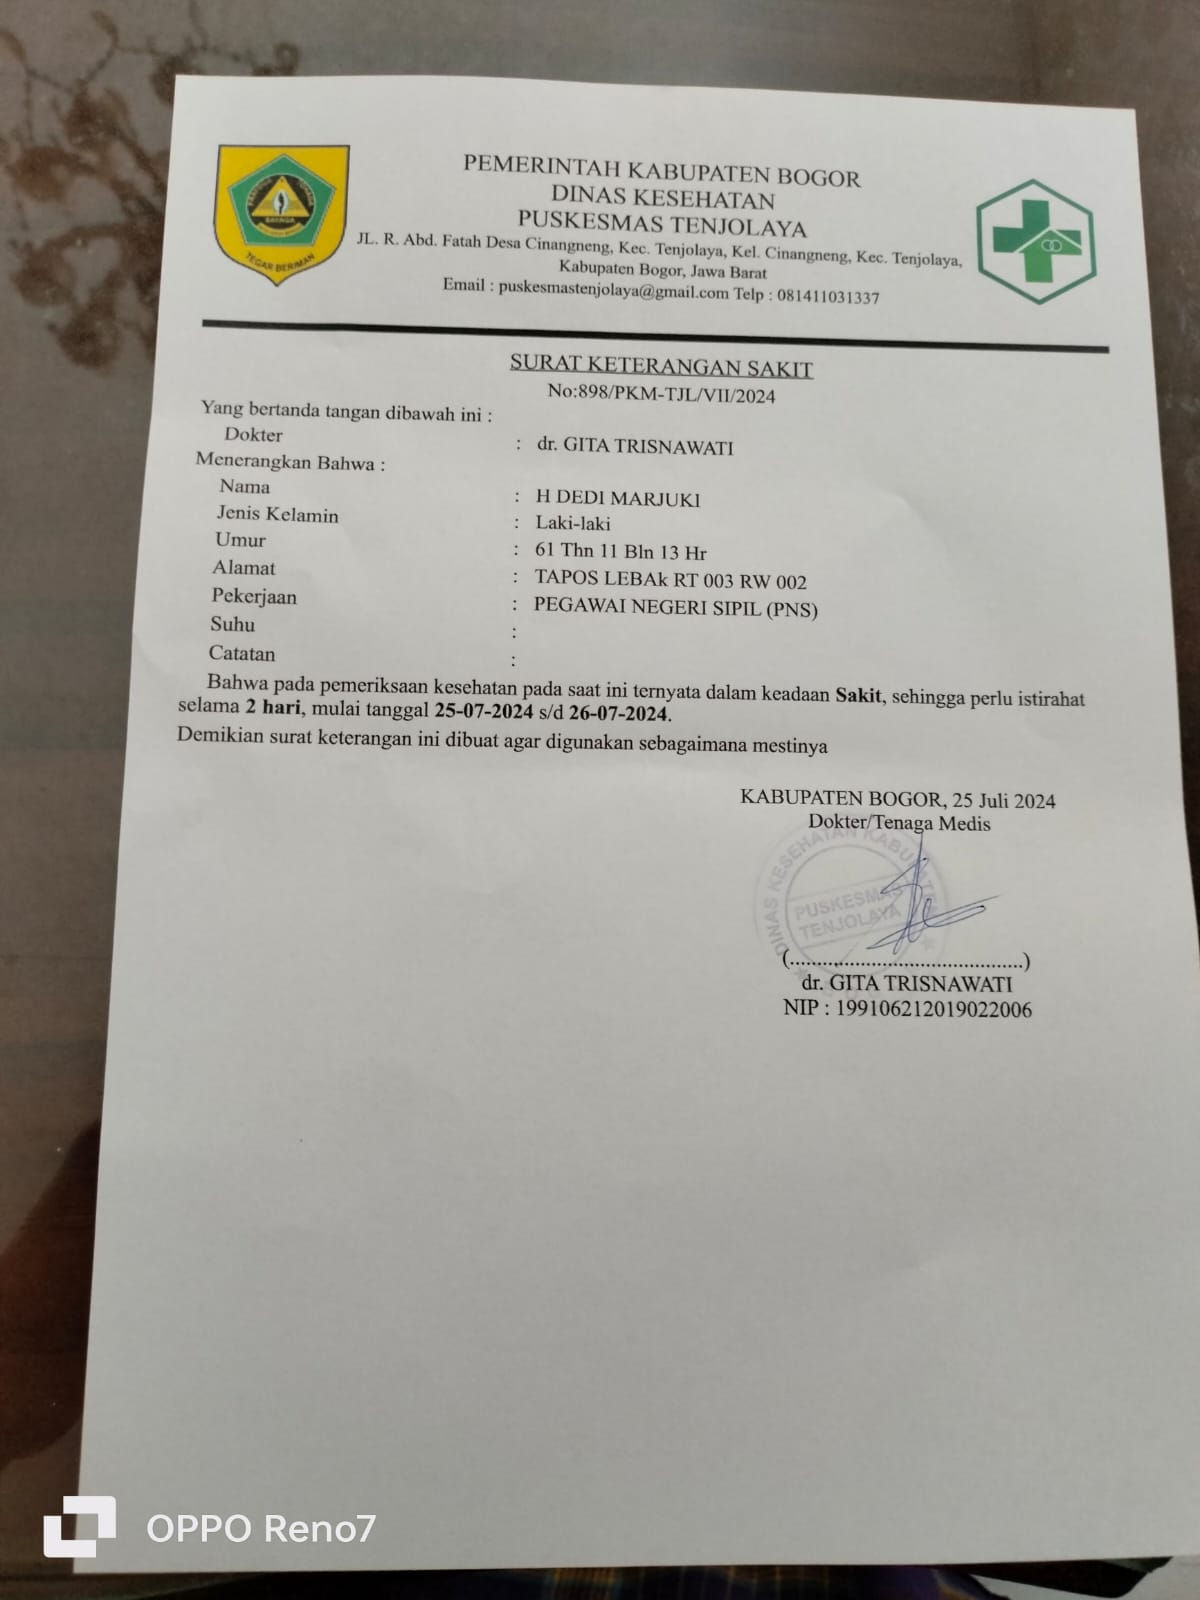 PEMERINTAH KABUPATEN BOGOR
DINAS KESEHATAN
PUSKESMAS TENJOLAYA
JL. R. Abd. Fatah Desa Cinangneng, Kec. Tenjolaya, Kel. Cinangneng, Kec. Tenjolaya,
Kabupaten Bogor, Jawa Barat
Email : puskesmastenjolaya@gmail.com Telp : 081411031337
TEGAR BERIMAN
SURAT KETERANGAN SAKIT
No:898/PKM-TJL/VII/2024
Yang bertanda tangan dibawah ini :
Dokter : dr. GITA TRISNAWATI
Menerangkan Bahwa :
Nama : H DEDI MARJUKI
Jenis Kelamin : Laki-laki
Umur : 61 Thn 11 Bln 13 Hr
Alamat : TAPOS LEBAk RT 003 RW 002
Pekerjaan : PEGAWAI NEGERI SIPIL (PNS)
Suhu :
Catatan :
Bahwa pada pemeriksaan kesehatan pada saat ini ternyata dalam keadaan Sakit, sehingga perlu istirahat
selama 2 hari, mulai tanggal 25-07-2024 s/d 26-07-2024.
Demikian surat keterangan ini dibuat agar digunakan sebagaimana mestinya
KABUPATEN BOGOR, 25 Juli 2024
Dokter/Tenaga Medis
DINAS KESEHATAN KABUPATEN
PUSKESMAS
TENJOLAYA
(...........................................)
dr. GITA TRISNAWATI
NIP : 199106212019022006
OPPO Reno7